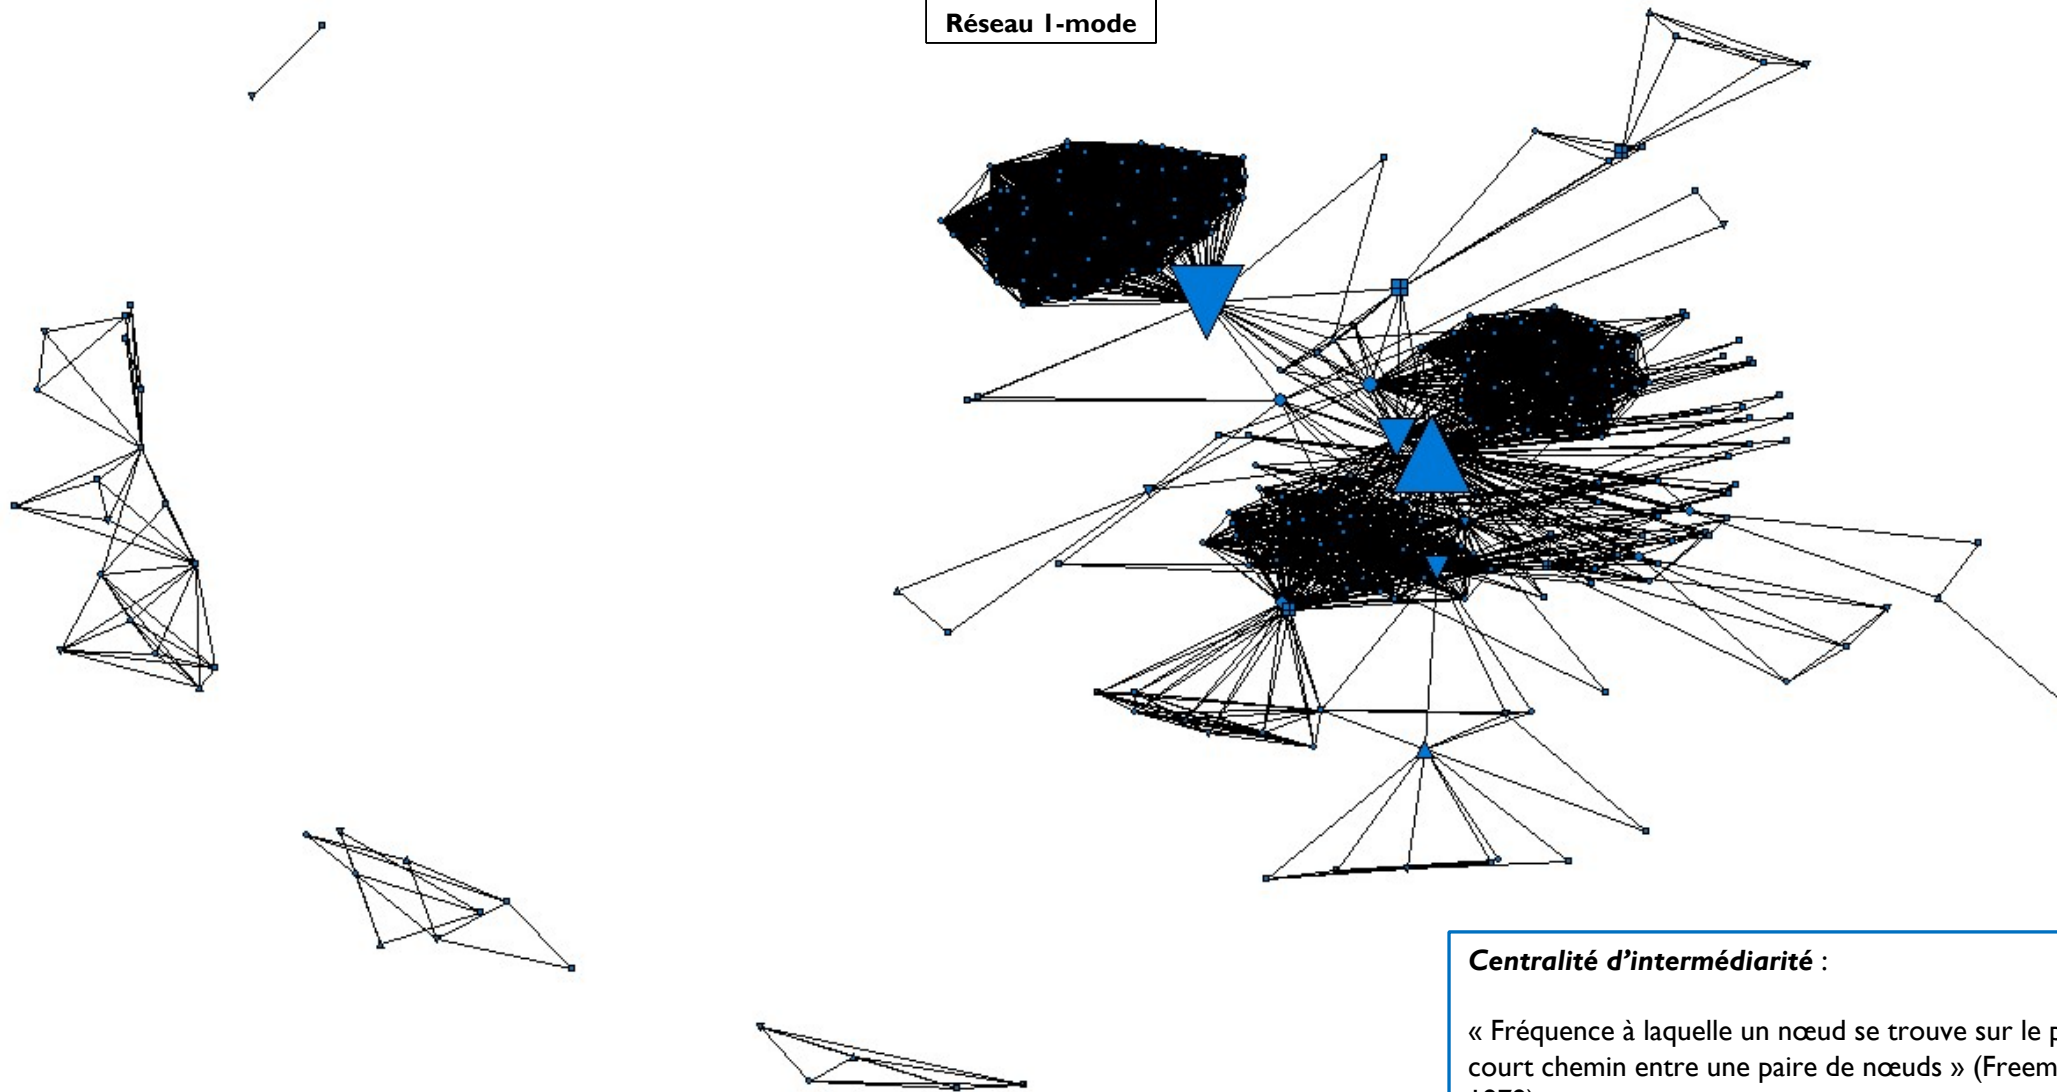 Réseau 1-mode
Centralité d'intermédiarité :
« Fréquence à laquelle un nœud se trouve sur le
court chemin entre une paire de nœuds »